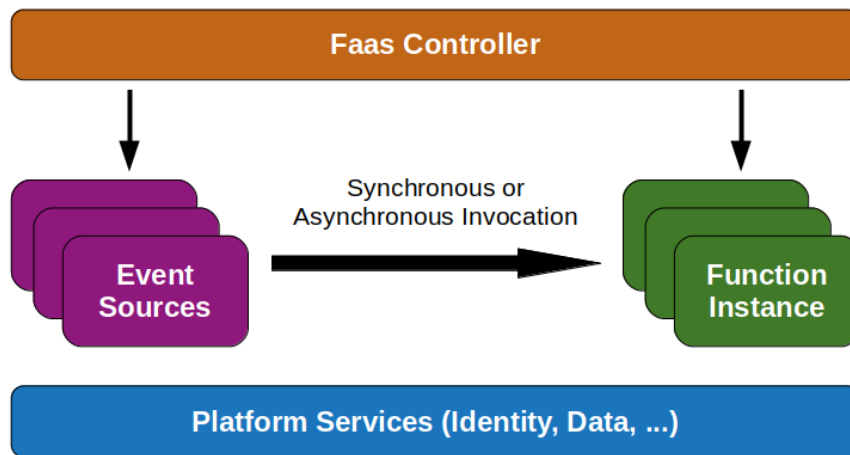 Faas Controller
Synchronous or
Asynchronous Invocation
Event
Sources
Function
Instance
Platform Services (Identity, Data, ...)